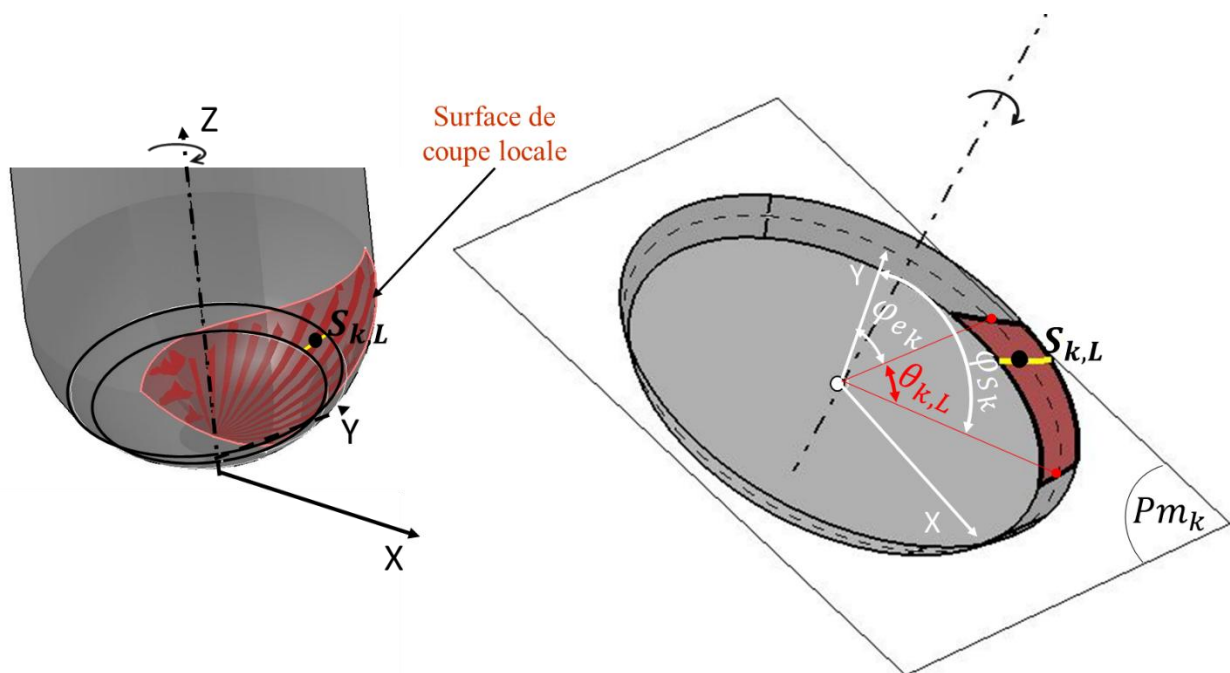 Z
Surface de
coupe locale
S_{k,L}
Y
X
Y
φe_k
θ_{k,L}
φs_k
S_{k,L}
X
Pm_k